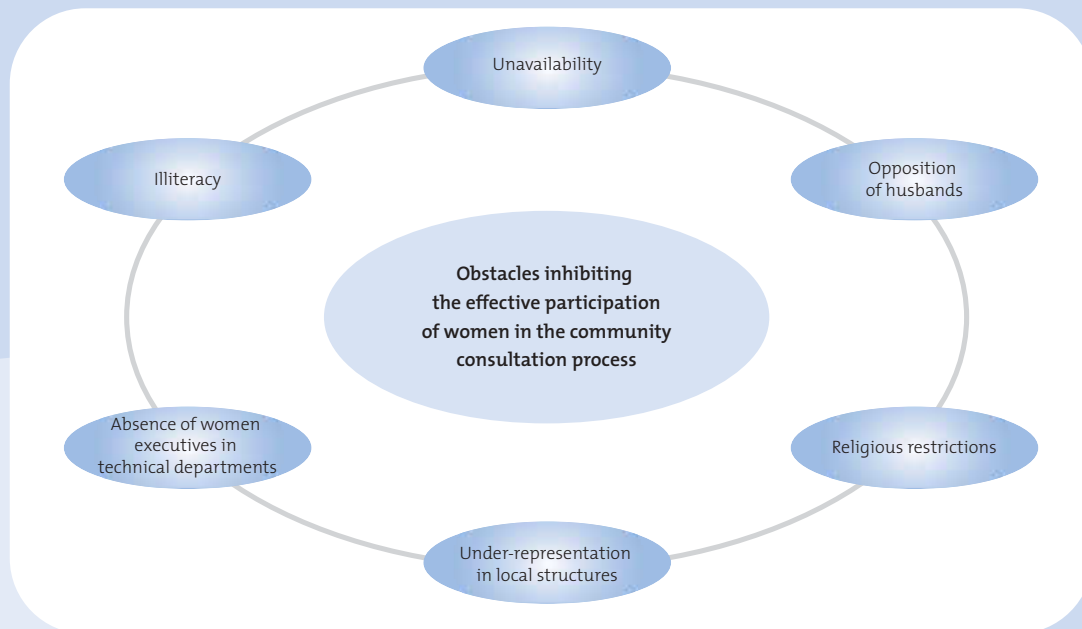 Unavailability
Illiteracy
Opposition
of husbands
Obstacles inhibiting
the effective participation
of women in the community
consultation process
Absence of women
executives in
technical departments
Religious restrictions
Under-representation
in local structures